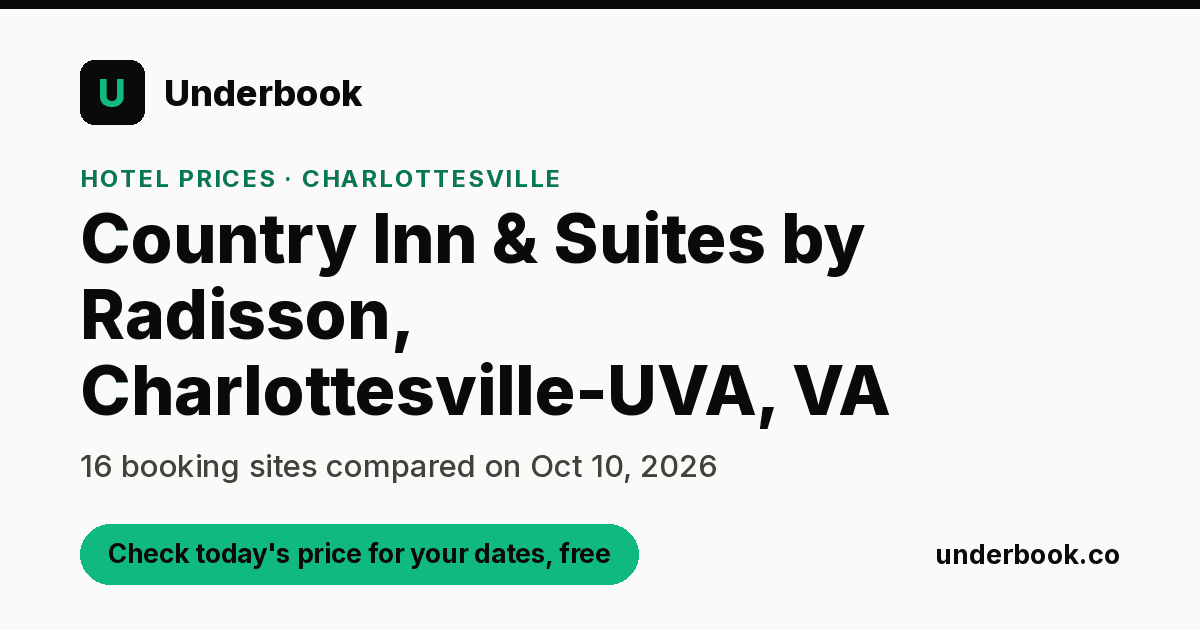 U
Underbook
HOTEL PRICES · CHARLOTTESVILLE
Country Inn & Suites by
Radisson,
Charlottesville-UVA, VA
16 booking sites compared on Oct 10, 2026
Check today's price for your dates, free
underbook.co